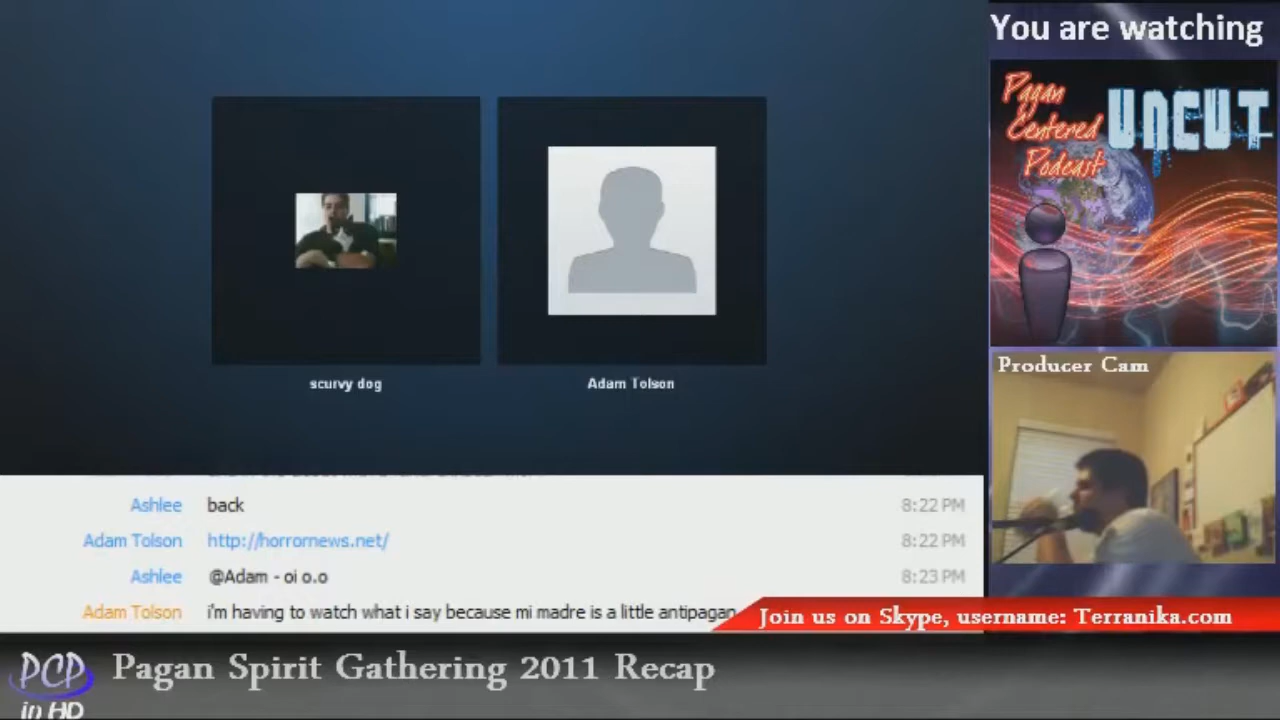 You are watching
Pagan
Centered
Podcast
UNCUT
Producer Cam
scurvy dog
Adam Tolson
Ashlee back 8:22 PM
Adam Tolson http://horrornews.net/ 8:22 PM
Ashlee @Adam - oi o.o 8:23 PM
Adam Tolson i'm having to watch what i say because mi madre is a little antipagan
Join us on Skype, username: Terranika.com
PCP
in HD
Pagan Spirit Gathering 2011 Recap